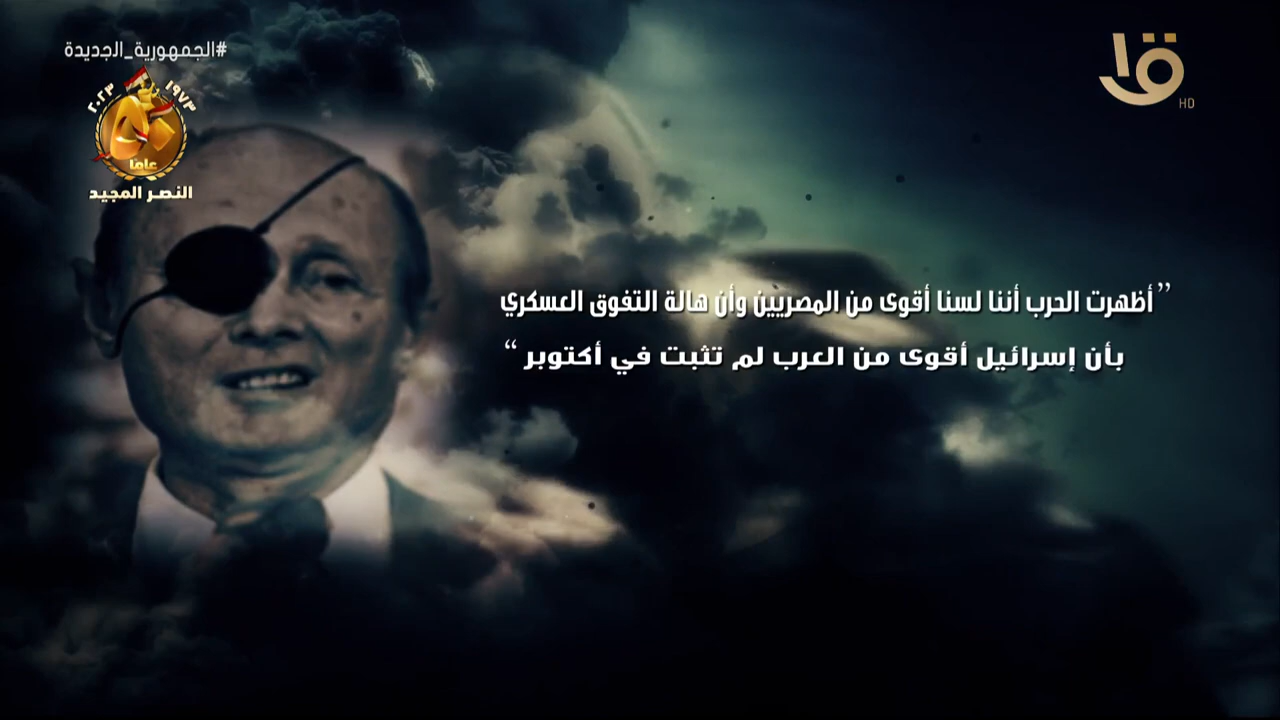 #الجمهورية_الجديدة
١٩٧٣ ٢٠٢٣
٥٠
عاما
النصر المجيد
HD
”أظهرت الحرب أننا لسنا أقوى من المصريين وأن هالة التفوق العسكري
بأن إسرائيل أقوى من العرب لم تثبت في أكتوبر“